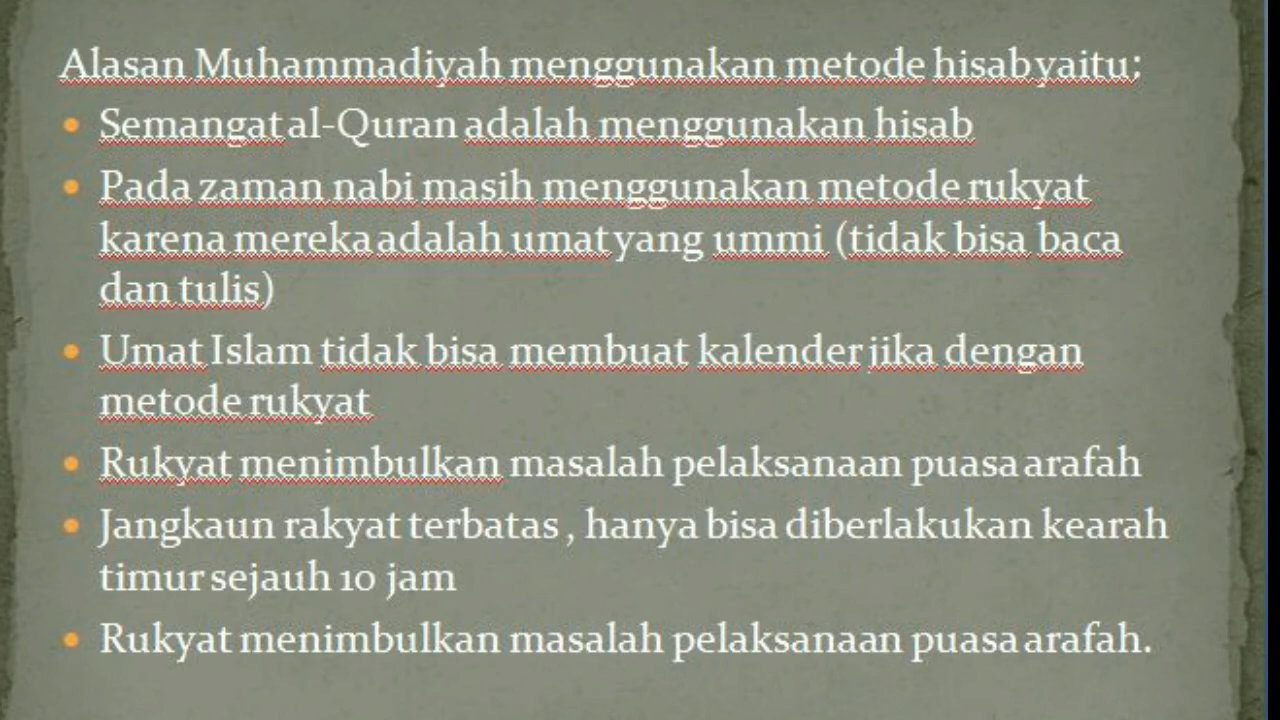 Alasan Muhammadiyah menggunakan metode hisab yaitu:
• Semangat al-Quran adalah menggunakan hisab
• Pada zaman nabi masih menggunakan metode rukyat
karena mereka adalah umat yang ummi (tidak bisa baca
dan tulis)
• Umat Islam tidak bisa membuat kalender jika dengan
metode rukyat
• Rukyat menimbulkan masalah pelaksanaan puasa arafah
• Jangkaun rakyat terbatas , hanya bisa diberlakukan kearah
timur sejauh 10 jam
• Rukyat menimbulkan masalah pelaksanaan puasa arafah.